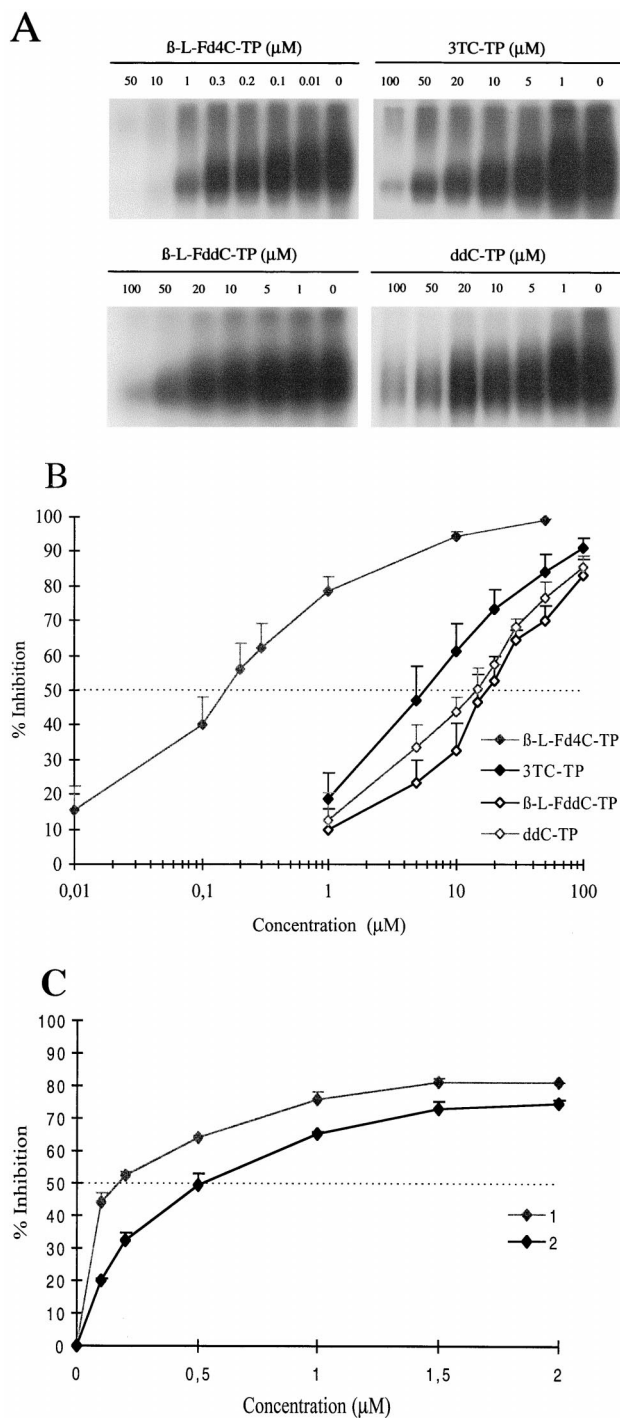 A
ß-L-Fd4C-TP (µM)
50 10 1 0.3 0.2 0.1 0.01 0
3TC-TP (µM)
100 50 20 10 5 1 0
ß-L-FddC-TP (µM)
100 50 20 10 5 1 0
ddC-TP (µM)
100 50 20 10 5 1 0
B
100
90
80
70
60
50
40
30
20
10
0
% Inhibition
ß-L-Fd4C-TP
3TC-TP
ß-L-FddC-TP
ddC-TP
0,01 0,1 1 10 100
Concentration (µM)
C
100
90
80
70
60
50
40
30
20
10
0
% Inhibition
1
2
0 0,5 1 1,5 2
Concentration (µM)